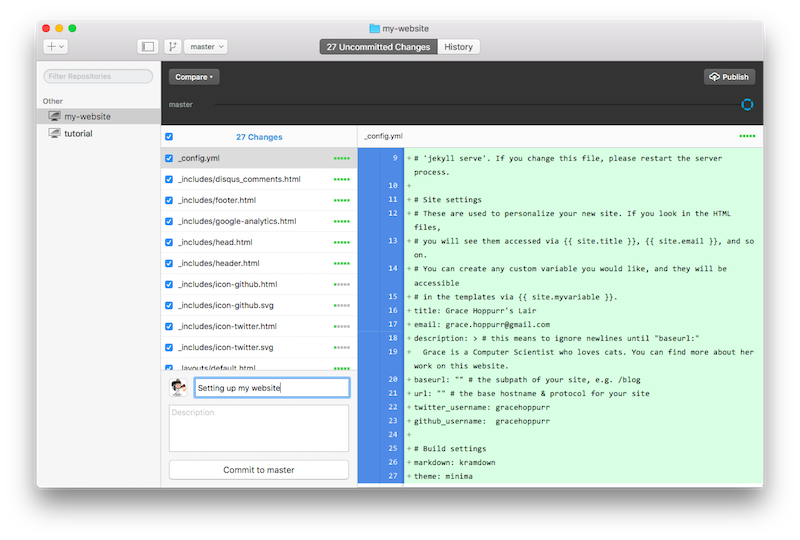 my-website
master
27 Uncommitted Changes
History
Filter Repositories
Other
my-website
tutorial
Compare
Publish
master
27 Changes
_config.yml
_includes/disqus_comments.html
_includes/footer.html
_includes/google-analytics.html
_includes/head.html
_includes/header.html
_includes/icon-github.html
_includes/icon-github.svg
_includes/icon-twitter.html
_includes/icon-twitter.svg
_layouts/default.html
Setting up my website
Description
Commit to master
_config.yml
9 + # 'jekyll serve'. If you change this file, please restart the server
process.
10 +
11 + # Site settings
12 + # These are used to personalize your new site. If you look in the HTML
files,
13 + # you will see them accessed via {{ site.title }}, {{ site.email }}, and so
on.
14 + # You can create any custom variable you would like, and they will be
accessible
15 + # in the templates via {{ site.myvariable }}.
16 + title: Grace Hoppurr's Lair
17 + email: grace.hoppurr@gmail.com
18 + description: > # this means to ignore newlines until "baseurl:"
19 + Grace is a Computer Scientist who loves cats. You can find more about her
work on this website.
20 + baseurl: "" # the subpath of your site, e.g. /blog
21 + url: "" # the base hostname & protocol for your site
22 + twitter_username: gracehoppurr
23 + github_username: gracehoppurr
24 +
25 + # Build settings
26 + markdown: kramdown
27 + theme: minima